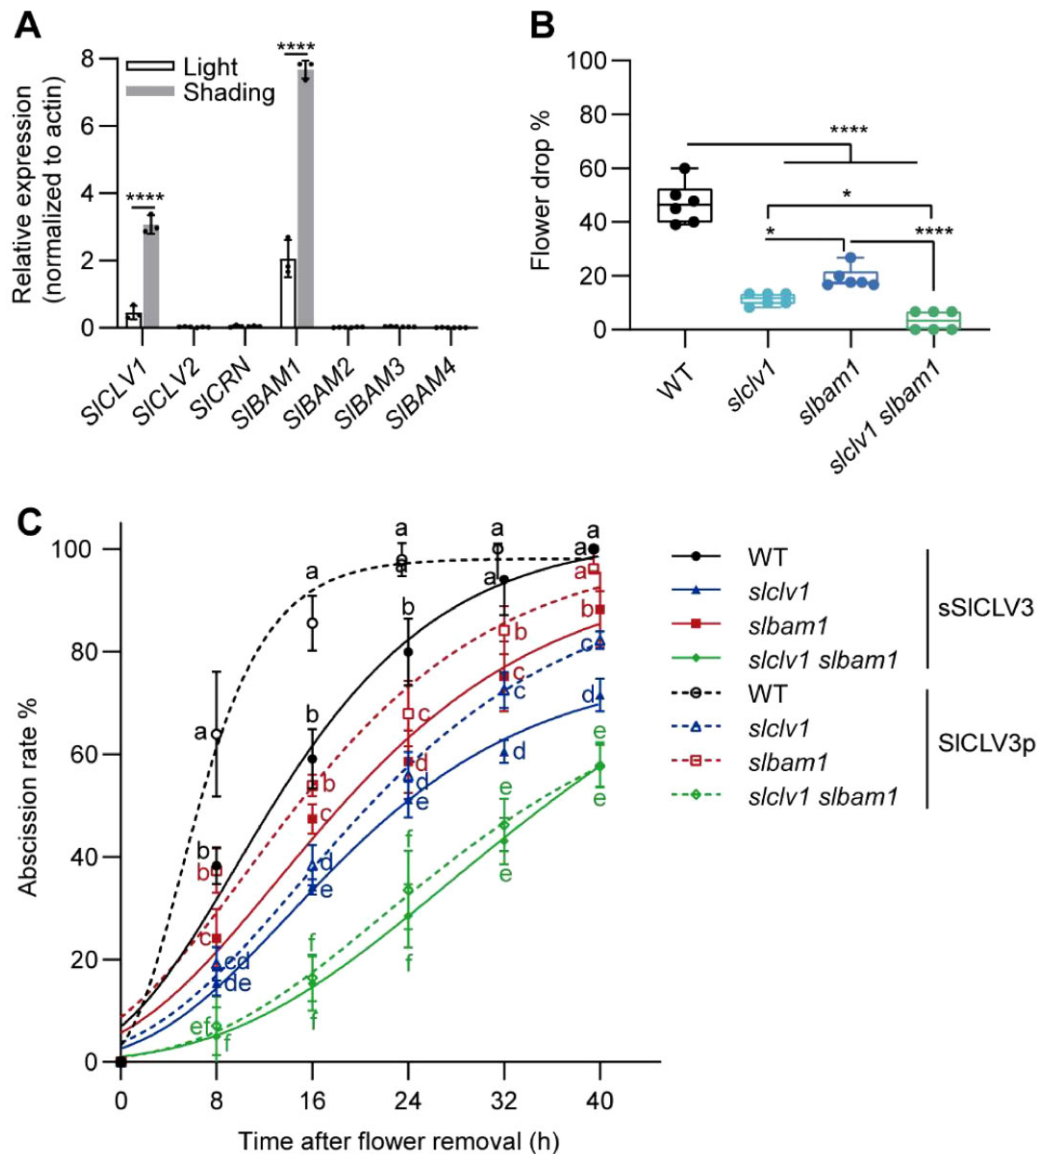 A
Relative expression
(normalized to actin)
8
6
4
2
0
Light
Shading
****
****
SlCLV1
SlCLV2
SlCRN
SlBAM1
SlBAM2
SlBAM3
SlBAM4
B
Flower drop %
100
80
60
40
20
0
****
*
*
****
WT
slclv1
slbam1
slclv1 slbam1
C
Abscission rate %
100
80
60
40
20
0
a
b
b
c
cd
de
ef
f
a
b
b
c
d
e
f
f
a
a
b
c
d
d
e
f
f
a
a
b
c
c
d
e
e
a
a
a
b
c
d
e
e
0
8
16
24
32
40
Time after flower removal (h)
WT
slclv1
slbam1
slclv1 slbam1
sSlCLV3
WT
slclv1
slbam1
slclv1 slbam1
SlCLV3p